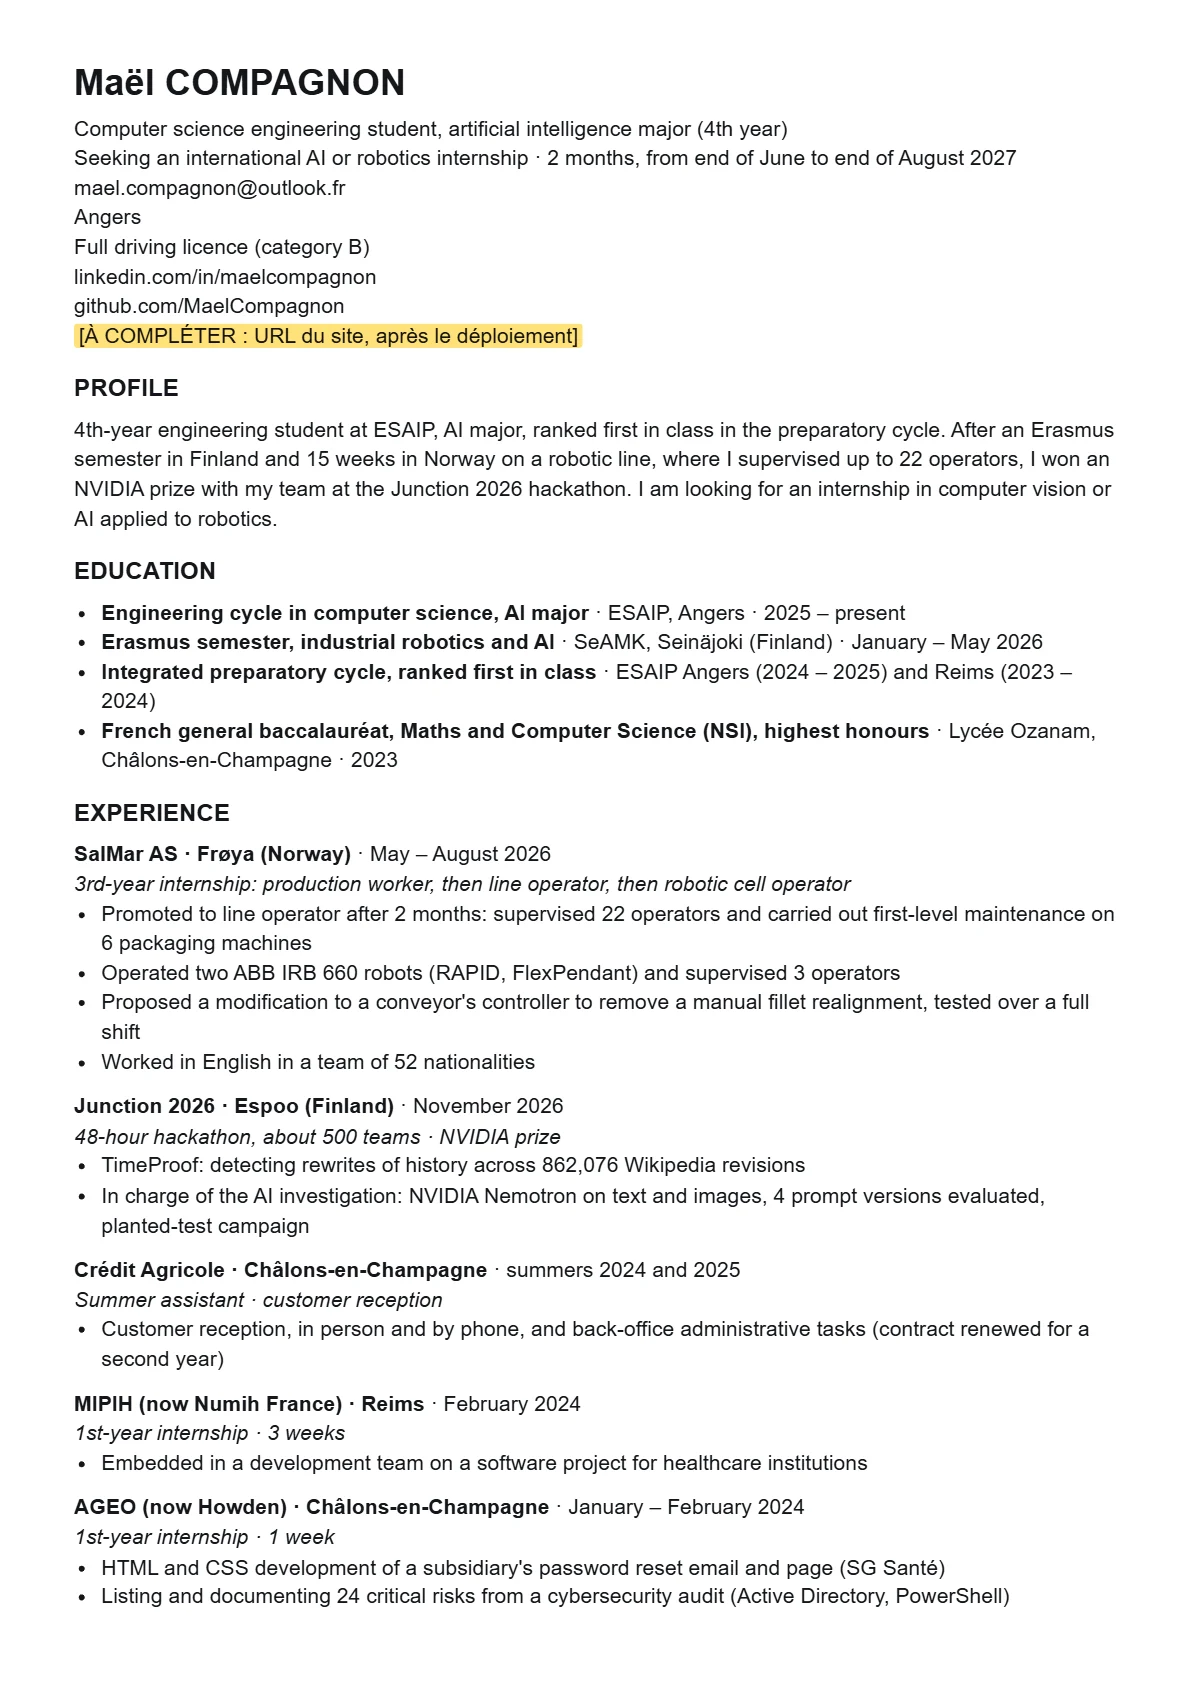 Maël COMPAGNON
Computer science engineering student, artificial intelligence major (4th year)
Seeking an international AI or robotics internship · 2 months, from end of June to end of August 2027
mael.compagnon@outlook.fr
Angers
Full driving licence (category B)
linkedin.com/in/maelcompagnon
github.com/MaelCompagnon
[À COMPLÉTER : URL du site, après le déploiement]
PROFILE
4th-year engineering student at ESAIP, AI major, ranked first in class in the preparatory cycle. After an Erasmus
semester in Finland and 15 weeks in Norway on a robotic line, where I supervised up to 22 operators, I won an
NVIDIA prize with my team at the Junction 2026 hackathon. I am looking for an internship in computer vision or
AI applied to robotics.
EDUCATION
• Engineering cycle in computer science, AI major · ESAIP, Angers · 2025 – present
• Erasmus semester, industrial robotics and AI · SeAMK, Seinäjoki (Finland) · January – May 2026
• Integrated preparatory cycle, ranked first in class · ESAIP Angers (2024 – 2025) and Reims (2023 –
2024)
• French general baccalauréat, Maths and Computer Science (NSI), highest honours · Lycée Ozanam,
Châlons-en-Champagne · 2023
EXPERIENCE
SalMar AS · Frøya (Norway) · May – August 2026
3rd-year internship: production worker, then line operator, then robotic cell operator
• Promoted to line operator after 2 months: supervised 22 operators and carried out first-level maintenance on
6 packaging machines
• Operated two ABB IRB 660 robots (RAPID, FlexPendant) and supervised 3 operators
• Proposed a modification to a conveyor's controller to remove a manual fillet realignment, tested over a full
shift
• Worked in English in a team of 52 nationalities
Junction 2026 · Espoo (Finland) · November 2026
48-hour hackathon, about 500 teams · NVIDIA prize
• TimeProof: detecting rewrites of history across 862,076 Wikipedia revisions
• In charge of the AI investigation: NVIDIA Nemotron on text and images, 4 prompt versions evaluated,
planted-test campaign
Crédit Agricole · Châlons-en-Champagne · summers 2024 and 2025
Summer assistant · customer reception
• Customer reception, in person and by phone, and back-office administrative tasks (contract renewed for a
second year)
MIPIH (now Numih France) · Reims · February 2024
1st-year internship · 3 weeks
• Embedded in a development team on a software project for healthcare institutions
AGEO (now Howden) · Châlons-en-Champagne · January – February 2024
1st-year internship · 1 week
• HTML and CSS development of a subsidiary's password reset email and page (SG Santé)
• Listing and documenting 24 critical risks from a cybersecurity audit (Active Directory, PowerShell)